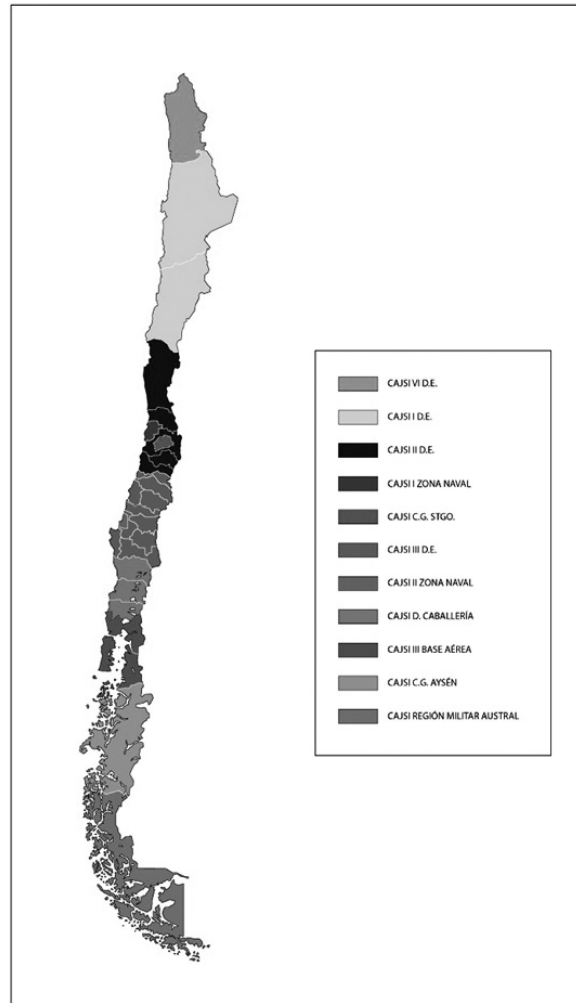 CAJSI VI D.E.
CAJSI I D.E.
CAJSI II D.E.
CAJSI I ZONA NAVAL
CAJSI C.G. STGO.
CAJSI III D.E.
CAJSI II ZONA NAVAL
CAJSI D. CABALLERÍA
CAJSI III BASE AÉREA
CAJSI C.G. AYSÉN
CAJSI REGIÓN MILITAR AUSTRAL